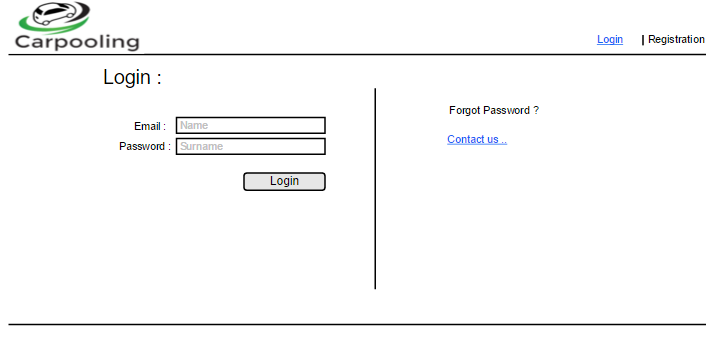 Carpooling
Login | Registration
Login :
Email : Name
Password : Surname
Login
Forgot Password ?
Contact us ..